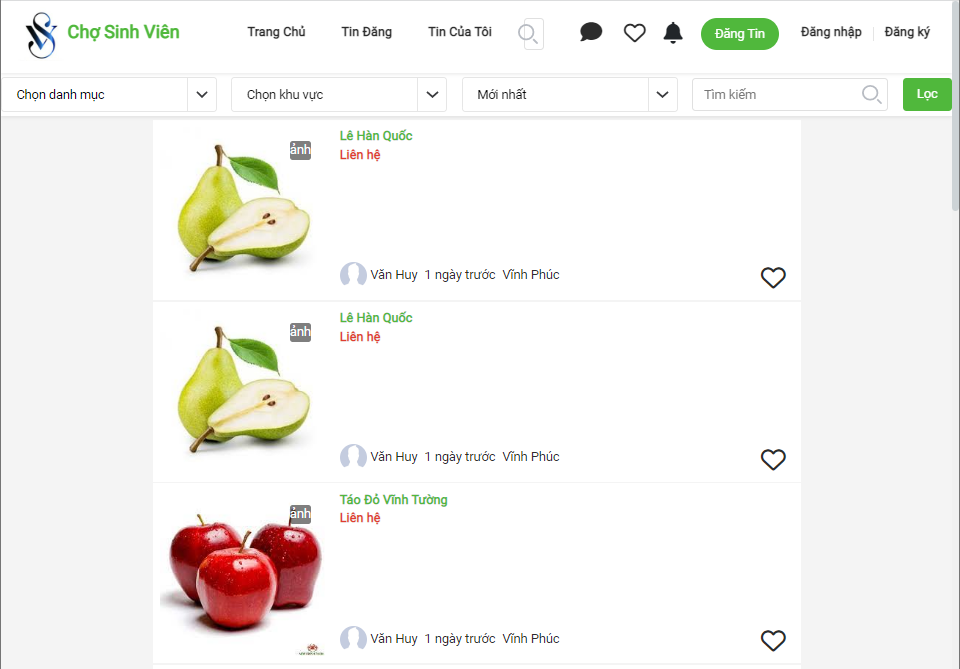 Chợ Sinh Viên
Trang Chủ
Tin Đăng
Tin Của Tôi
Đăng Tin
Đăng nhập
Đăng ký
Chọn danh mục
Chọn khu vực
Mới nhất
Tìm kiếm
Lọc
ảnh
Lê Hàn Quốc
Liên hệ
Văn Huy 1 ngày trước Vĩnh Phúc
ảnh
Lê Hàn Quốc
Liên hệ
Văn Huy 1 ngày trước Vĩnh Phúc
ảnh
Táo Đỏ Vĩnh Tường
Liên hệ
Văn Huy 1 ngày trước Vĩnh Phúc